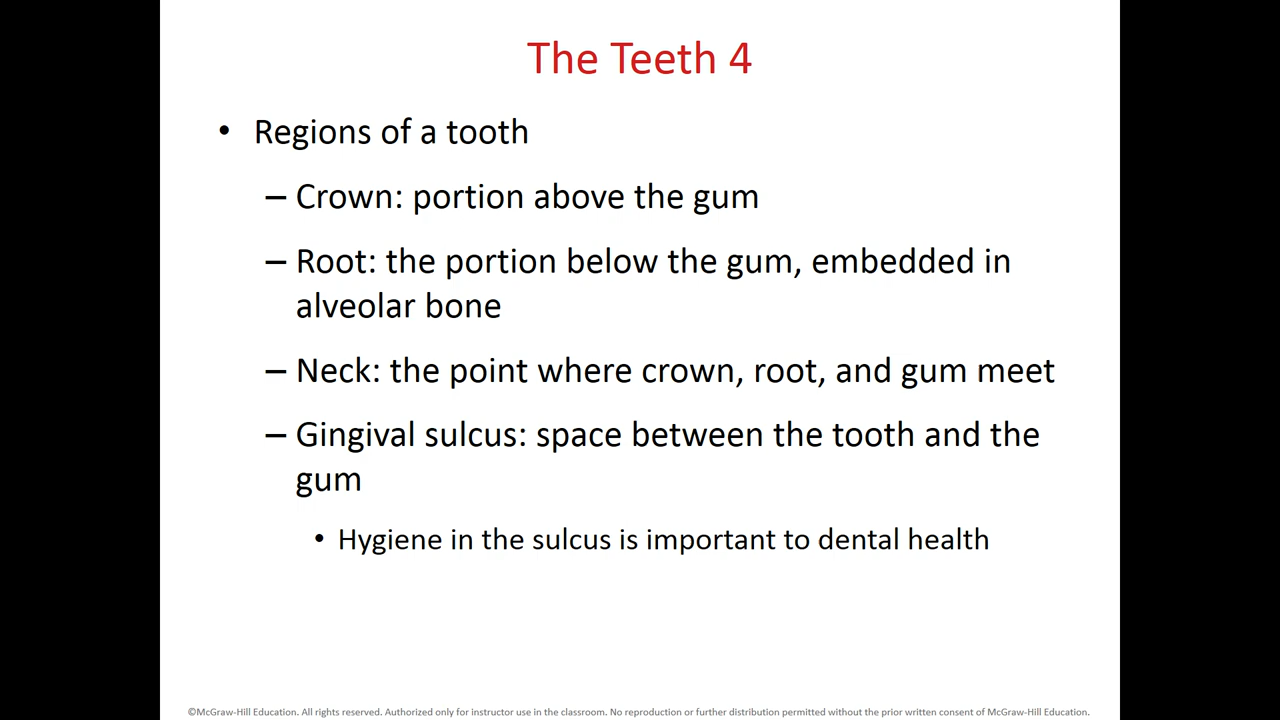 The Teeth 4
• Regions of a tooth
– Crown: portion above the gum
– Root: the portion below the gum, embedded in
alveolar bone
– Neck: the point where crown, root, and gum meet
– Gingival sulcus: space between the tooth and the
gum
• Hygiene in the sulcus is important to dental health
©McGraw-Hill Education. All rights reserved. Authorized only for instructor use in the classroom. No reproduction or further distribution permitted without the prior written consent of McGraw-Hill Education.